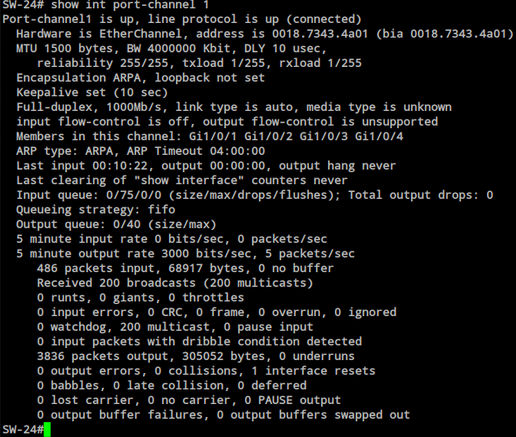 SW-24# show int port-channel 1
Port-channel1 is up, line protocol is up (connected)
Hardware is EtherChannel, address is 0018.7343.4a01 (bia 0018.7343.4a01)
MTU 1500 bytes, BW 4000000 Kbit, DLY 10 usec,
reliability 255/255, txload 1/255, rxload 1/255
Encapsulation ARPA, loopback not set
Keepalive set (10 sec)
Full-duplex, 1000Mb/s, link type is auto, media type is unknown
input flow-control is off, output flow-control is unsupported
Members in this channel: Gi1/0/1 Gi1/0/2 Gi1/0/3 Gi1/0/4
ARP type: ARPA, ARP Timeout 04:00:00
Last input 00:10:22, output 00:00:00, output hang never
Last clearing of "show interface" counters never
Input queue: 0/75/0/0 (size/max/drops/flushes); Total output drops: 0
Queueing strategy: fifo
Output queue: 0/40 (size/max)
5 minute input rate 0 bits/sec, 0 packets/sec
5 minute output rate 3000 bits/sec, 5 packets/sec
486 packets input, 68917 bytes, 0 no buffer
Received 200 broadcasts (200 multicasts)
0 runts, 0 giants, 0 throttles
0 input errors, 0 CRC, 0 frame, 0 overrun, 0 ignored
0 watchdog, 200 multicast, 0 pause input
0 input packets with dribble condition detected
3836 packets output, 305052 bytes, 0 underruns
0 output errors, 0 collisions, 1 interface resets
0 babbles, 0 late collision, 0 deferred
0 lost carrier, 0 no carrier, 0 PAUSE output
0 output buffer failures, 0 output buffers swapped out
SW-24#